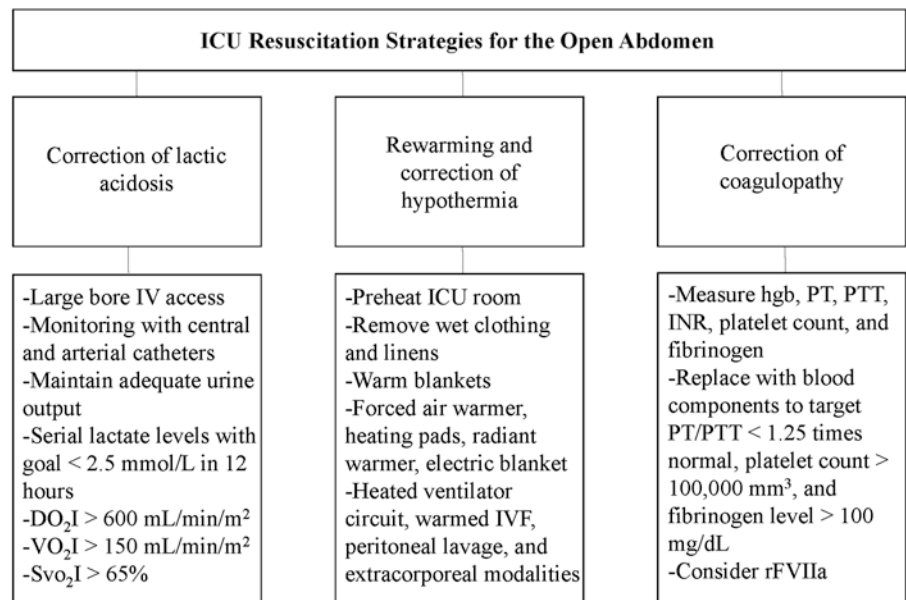 ICU Resuscitation Strategies for the Open Abdomen
Correction of lactic
acidosis
Rewarming and
correction of
hypothermia
Correction of
coagulopathy
-Large bore IV access
-Monitoring with central
and arterial catheters
-Maintain adequate urine
output
-Serial lactate levels with
goal < 2.5 mmol/L in 12
hours
-DO₂I > 600 mL/min/m²
-VO₂I > 150 mL/min/m²
-Svo₂I > 65%
-Preheat ICU room
-Remove wet clothing
and linens
-Warm blankets
-Forced air warmer,
heating pads, radiant
warmer, electric blanket
-Heated ventilator
circuit, warmed IVF,
peritoneal lavage, and
extracorporeal modalities
-Measure hgb, PT, PTT,
INR, platelet count, and
fibrinogen
-Replace with blood
components to target
PT/PTT < 1.25 times
normal, platelet count >
100,000 mm³, and
fibrinogen level > 100
mg/dL
-Consider rFVIIa